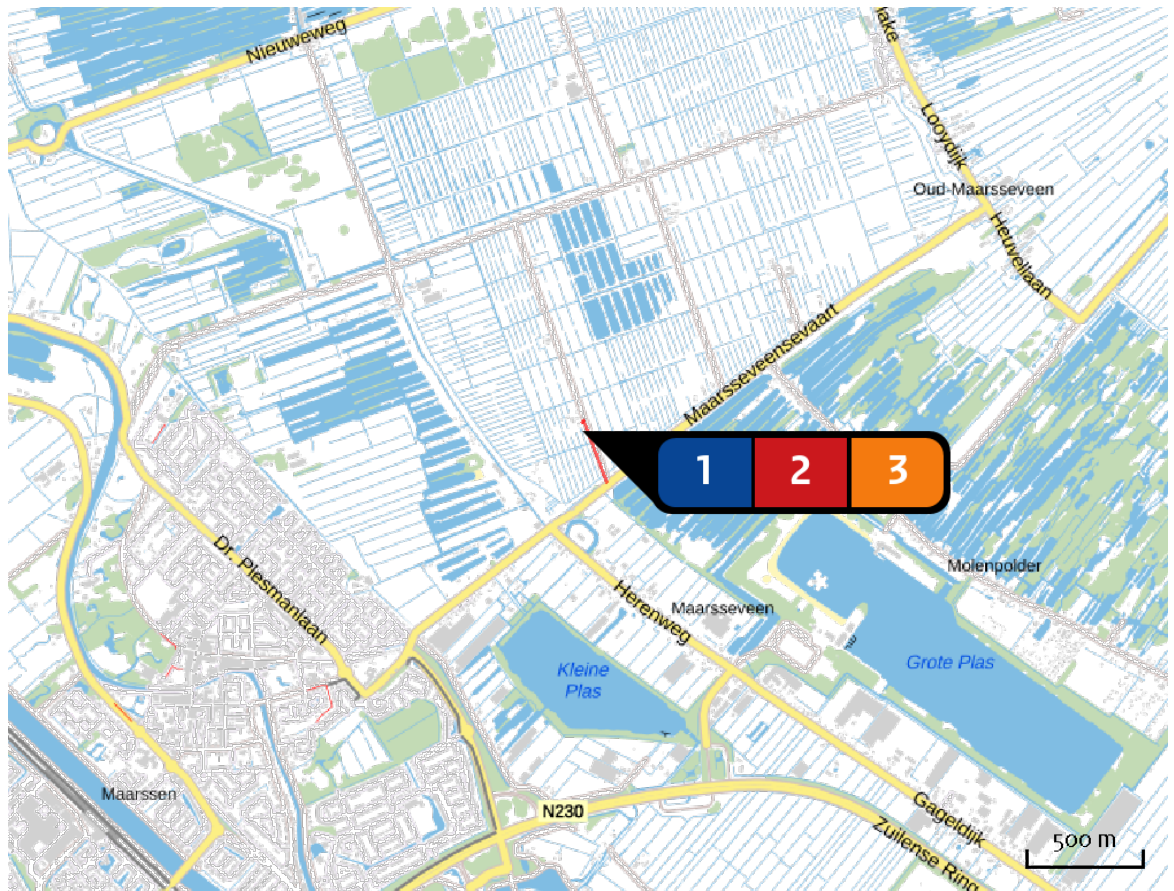 Nieuweweg
Looydijk
Oud-Maarsseveen
Heuvellaan
Maarsseveensevaart
1 2 3
Dr. Plesmanlaan
Herenweg
Molenpolder
Maarsseveen
Kleine
Plas
Grote Plas
Maarssen
N230
Gageldijk
Zuilense Ring
500 m